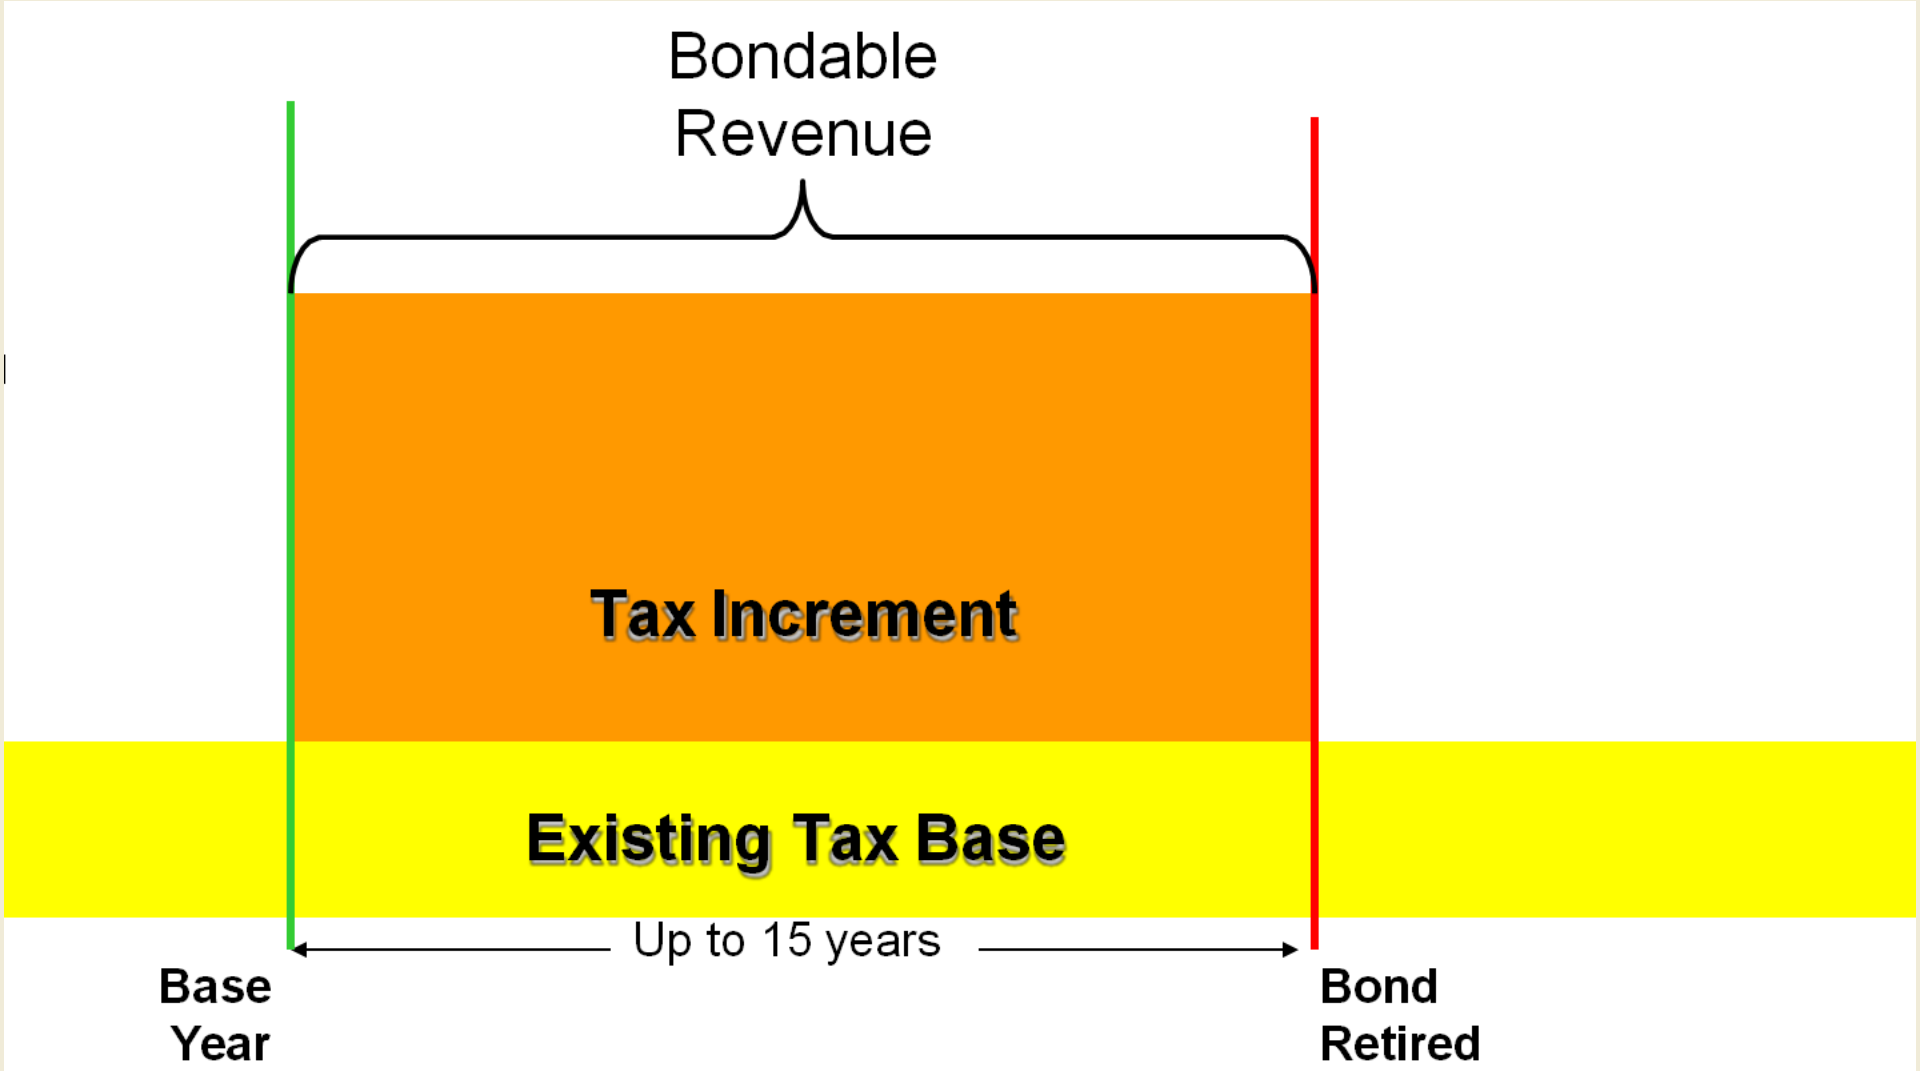 Bondable
Revenue
Tax Increment
Existing Tax Base
Up to 15 years
Base
Year
Bond
Retired